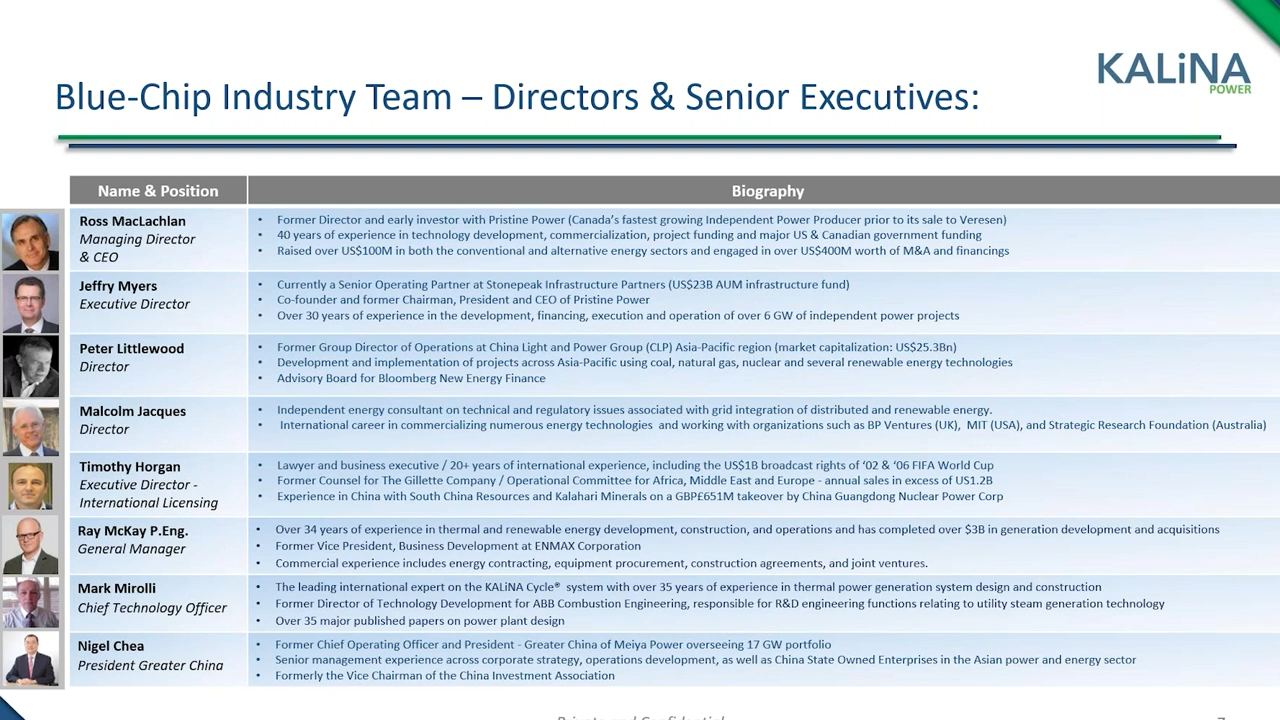 KALiNA
POWER
Blue-Chip Industry Team – Directors & Senior Executives:
Name & Position
Biography
Ross MacLachlan
Managing Director
& CEO
• Former Director and early investor with Pristine Power (Canada's fastest growing Independent Power Producer prior to its sale to Veresen)
• 40 years of experience in technology development, commercialization, project funding and major US & Canadian government funding
• Raised over US$100M in both the conventional and alternative energy sectors and engaged in over US$400M worth of M&A and financings
Jeffry Myers
Executive Director
• Currently a Senior Operating Partner at Stonepeak Infrastructure Partners (US$23B AUM infrastructure fund)
• Co-founder and former Chairman, President and CEO of Pristine Power
• Over 30 years of experience in the development, financing, execution and operation of over 6 GW of independent power projects
Peter Littlewood
Director
• Former Group Director of Operations at China Light and Power Group (CLP) Asia-Pacific region (market capitalization: US$25.3Bn)
• Development and implementation of projects across Asia-Pacific using coal, natural gas, nuclear and several renewable energy technologies
• Advisory Board for Bloomberg New Energy Finance
Malcolm Jacques
Director
• Independent energy consultant on technical and regulatory issues associated with grid integration of distributed and renewable energy.
• International career in commercializing numerous energy technologies and working with organizations such as BP Ventures (UK), MIT (USA), and Strategic Research Foundation (Australia)
Timothy Horgan
Executive Director -
International Licensing
• Lawyer and business executive / 20+ years of international experience, including the US$1B broadcast rights of '02 & '06 FIFA World Cup
• Former Counsel for The Gillette Company / Operational Committee for Africa, Middle East and Europe - annual sales in excess of US1.2B
• Experience in China with South China Resources and Kalahari Minerals on a GBP£651M takeover by China Guangdong Nuclear Power Corp
Ray McKay P.Eng.
General Manager
• Over 34 years of experience in thermal and renewable energy development, construction, and operations and has completed over $3B in generation development and acquisitions
• Former Vice President, Business Development at ENMAX Corporation
• Commercial experience includes energy contracting, equipment procurement, construction agreements, and joint ventures.
Mark Mirolli
Chief Technology Officer
• The leading international expert on the KALiNA Cycle® system with over 35 years of experience in thermal power generation system design and construction
• Former Director of Technology Development for ABB Combustion Engineering, responsible for R&D engineering functions relating to utility steam generation technology
• Over 35 major published papers on power plant design
Nigel Chea
President Greater China
• Former Chief Operating Officer and President - Greater China of Meiya Power overseeing 17 GW portfolio
• Senior management experience across corporate strategy, operations development, as well as China State Owned Enterprises in the Asian power and energy sector
• Formerly the Vice Chairman of the China Investment Association
Private and Confidential
7